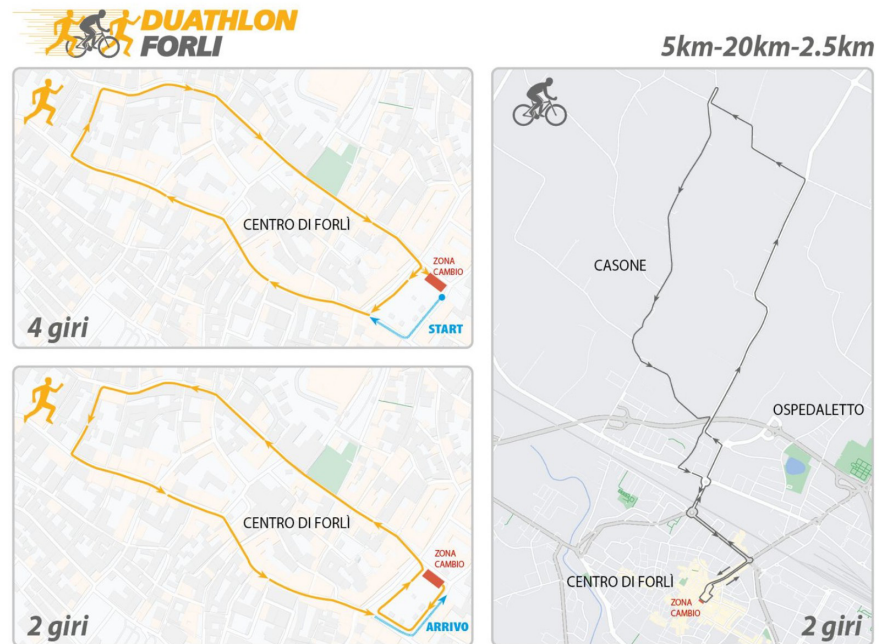 DUATHLON
FORLI
5km-20km-2.5km
CENTRO DI FORLÌ
ZONA
CAMBIO
START
4 giri
CENTRO DI FORLÌ
ZONA
CAMBIO
ARRIVO
2 giri
CASONE
OSPEDALETTO
CENTRO DI FORLÌ
ZONA
CAMBIO
2 giri